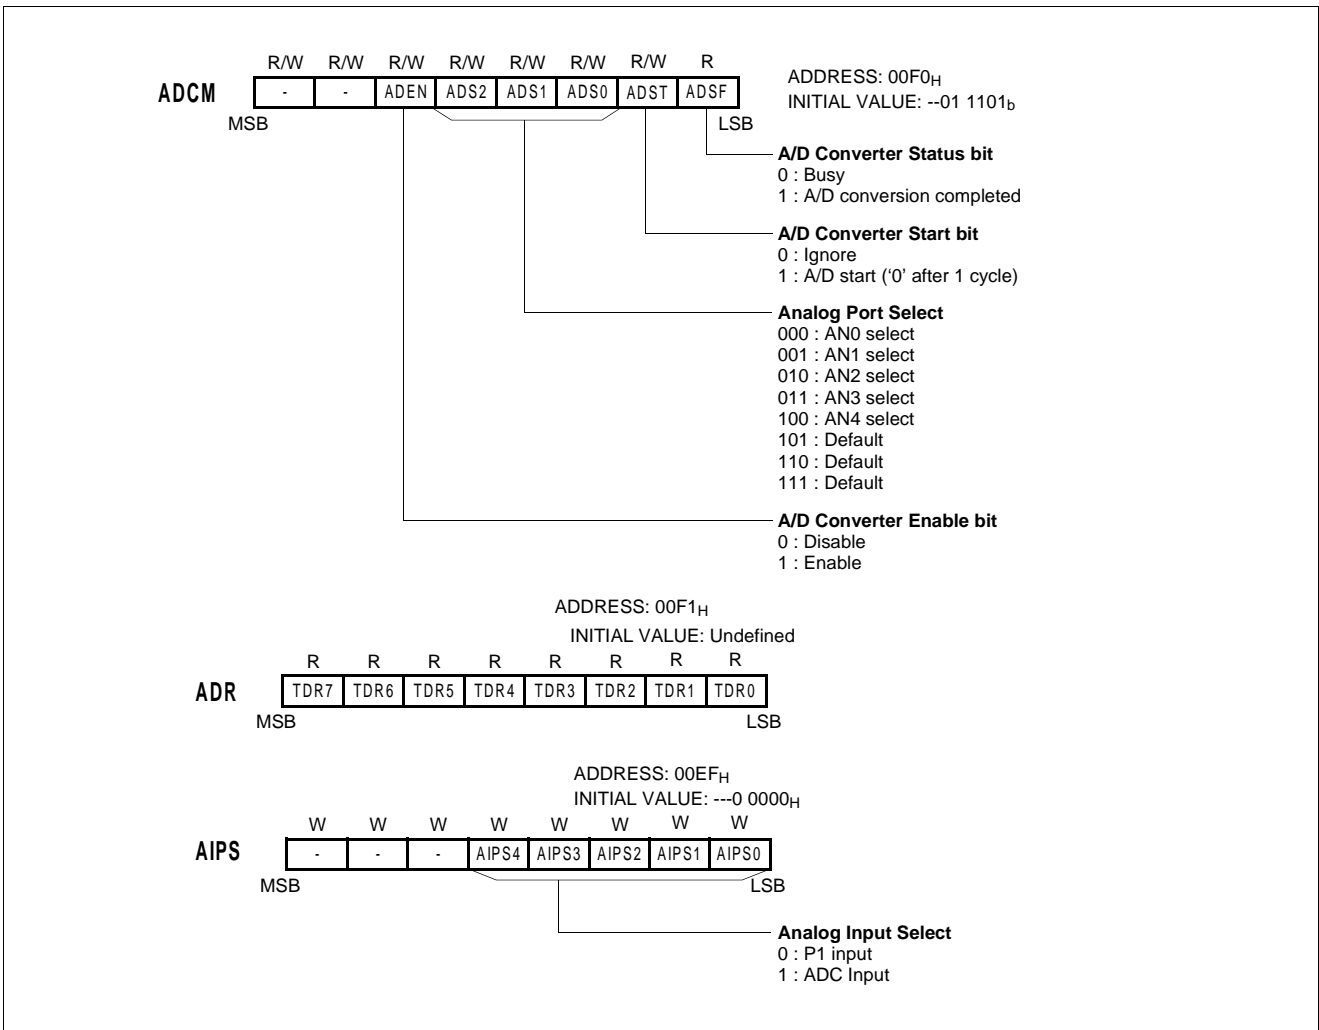 R/W R/W R/W R/W R/W R/W R/W R
ADCM - - ADEN ADS2 ADS1 ADS0 ADST ADSF
MSB LSB
ADDRESS: 00F0H
INITIAL VALUE: --01 1101b
A/D Converter Status bit
0 : Busy
1 : A/D conversion completed
A/D Converter Start bit
0 : Ignore
1 : A/D start (‘0’ after 1 cycle)
Analog Port Select
000 : AN0 select
001 : AN1 select
010 : AN2 select
011 : AN3 select
100 : AN4 select
101 : Default
110 : Default
111 : Default
A/D Converter Enable bit
0 : Disable
1 : Enable
ADDRESS: 00F1H
INITIAL VALUE: Undefined
R R R R R R R R
ADR TDR7 TDR6 TDR5 TDR4 TDR3 TDR2 TDR1 TDR0
MSB LSB
ADDRESS: 00EFH
INITIAL VALUE: ---0 0000H
W W W W W W W W
AIPS - - - AIPS4 AIPS3 AIPS2 AIPS1 AIPS0
MSB LSB
Analog Input Select
0 : P1 input
1 : ADC Input